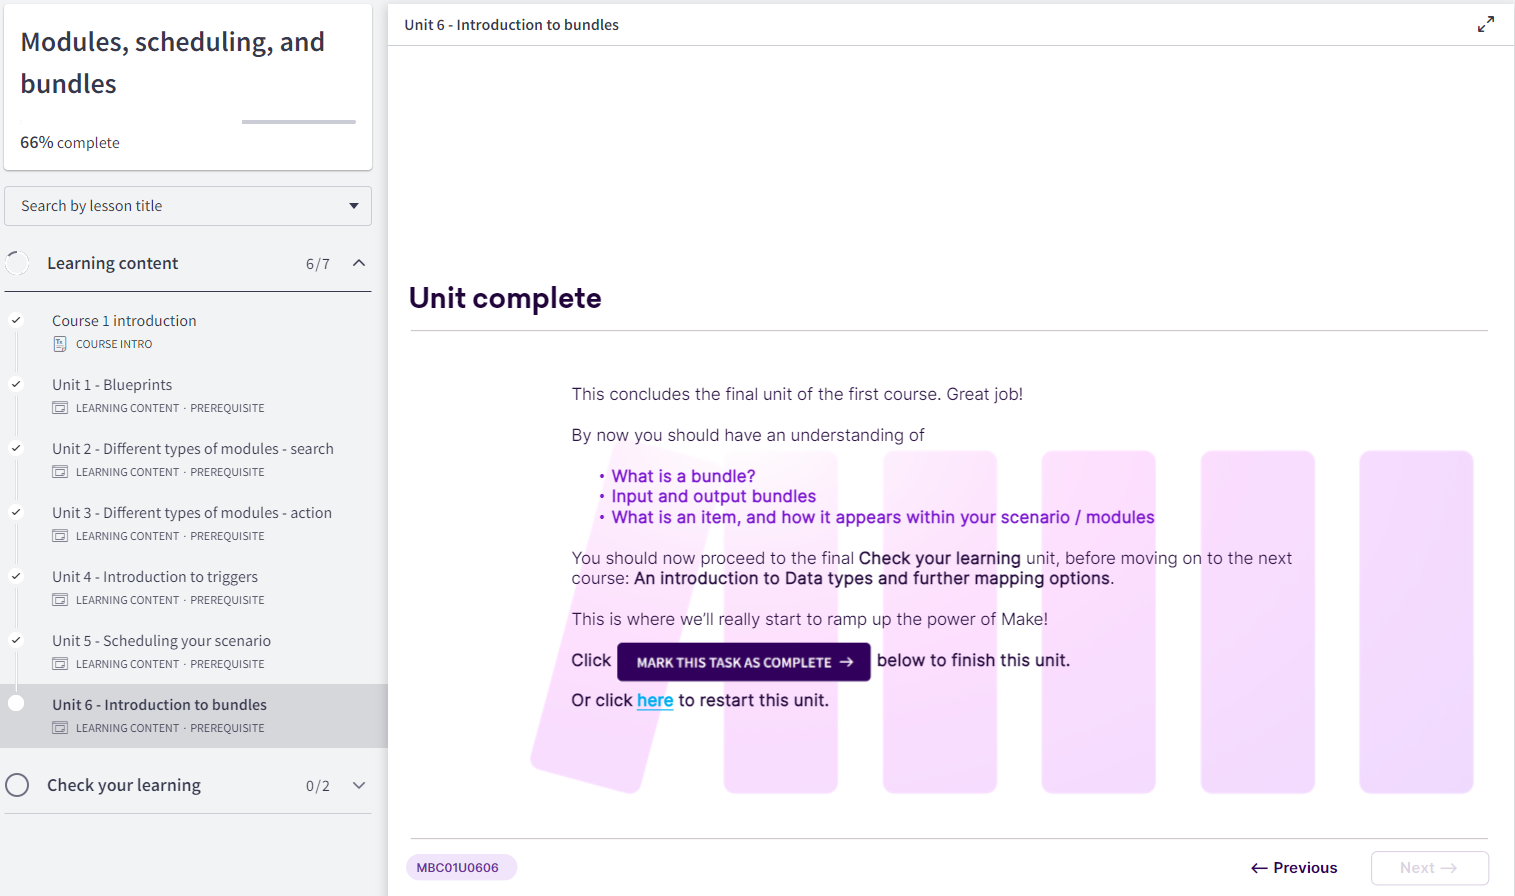 Modules, scheduling, and
bundles
66% complete
Search by lesson title
Learning content 6/7
Course 1 introduction
COURSE INTRO
Unit 1 - Blueprints
LEARNING CONTENT · PREREQUISITE
Unit 2 - Different types of modules - search
LEARNING CONTENT · PREREQUISITE
Unit 3 - Different types of modules - action
LEARNING CONTENT · PREREQUISITE
Unit 4 - Introduction to triggers
LEARNING CONTENT · PREREQUISITE
Unit 5 - Scheduling your scenario
LEARNING CONTENT · PREREQUISITE
Unit 6 - Introduction to bundles
LEARNING CONTENT · PREREQUISITE
Check your learning 0/2
Unit 6 - Introduction to bundles
Unit complete
This concludes the final unit of the first course. Great job!
By now you should have an understanding of
• What is a bundle?
• Input and output bundles
• What is an item, and how it appears within your scenario / modules
You should now proceed to the final Check your learning unit, before moving on to the next
course: An introduction to Data types and further mapping options.
This is where we’ll really start to ramp up the power of Make!
Click MARK THIS TASK AS COMPLETE → below to finish this unit.
Or click here to restart this unit.
MBC01U0606
← Previous
Next →